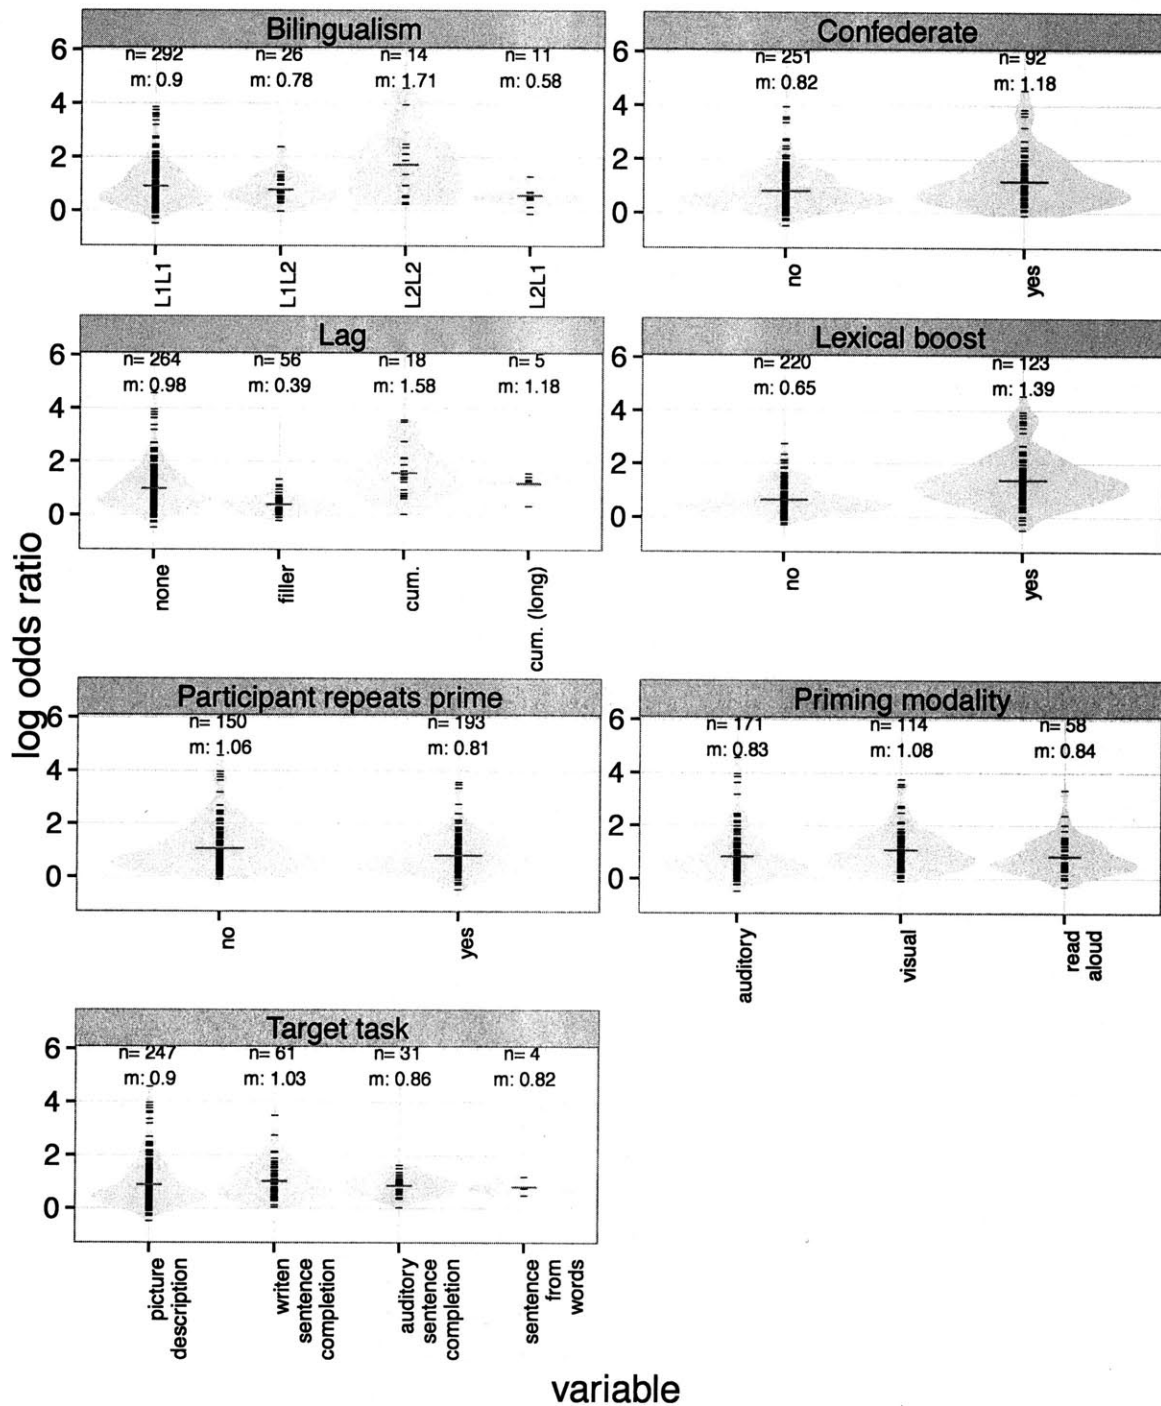 log odds ratio
Bilingualism
n= 292 n= 26 n= 14 n= 11
m: 0.9 m: 0.78 m: 1.71 m: 0.58
6
4
2
0
L1L1 L1L2 L2L2 L2L1
Confederate
n= 251 n= 92
m: 0.82 m: 1.18
6
4
2
0
no yes
Lag
n= 264 n= 56 n= 18 n= 5
m: 0.98 m: 0.39 m: 1.58 m: 1.18
6
4
2
0
none filler cum. cum. (long)
Lexical boost
n= 220 n= 123
m: 0.65 m: 1.39
6
4
2
0
no yes
Participant repeats prime
n= 150 n= 193
m: 1.06 m: 0.81
6
4
2
0
no yes
Priming modality
n= 171 n= 114 n= 58
m: 0.83 m: 1.08 m: 0.84
6
4
2
0
auditory visual read
aloud
Target task
n= 247 n= 61 n= 31 n= 4
m: 0.9 m: 1.03 m: 0.86 m: 0.82
6
4
2
0
picture
description
writen
sentence
completion
auditory
sentence
completion
sentence
from
words
variable